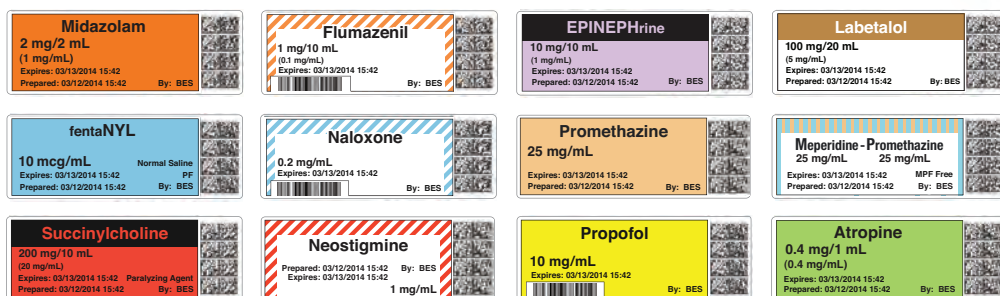 Midazolam
2 mg/2 mL
(1 mg/mL)
Expires: 03/13/2014 15:42
Prepared: 03/12/2014 15:42 By: BES
Flumazenil
1 mg/10 mL
(0.1 mg/mL)
Expires: 03/13/2014 15:42
By: BES
EPINEPHrine
10 mg/10 mL
(1 mg/mL)
Expires: 03/13/2014 15:42
Prepared: 03/12/2014 15:42 By: BES
Labetalol
100 mg/20 mL
(5 mg/mL)
Expires: 03/13/2014 15:42
Prepared: 03/12/2014 15:42 By: BES
fentaNYL
10 mcg/mL Normal Saline
Expires: 03/13/2014 15:42 PF
Prepared: 03/12/2014 15:42 By: BES
Naloxone
0.2 mg/mL
Expires: 03/13/2014 15:42
By: BES
Promethazine
25 mg/mL
Expires: 03/13/2014 15:42
Prepared: 03/12/2014 15:42 By: BES
Meperidine-Promethazine
25 mg/mL 25 mg/mL
Expires: 03/13/2014 15:42 MPF Free
Prepared: 03/12/2014 15:42 By: BES
Succinylcholine
200 mg/10 mL
(20 mg/mL)
Expires: 03/13/2014 15:42 Paralyzing Agent
Prepared: 03/12/2014 15:42 By: BES
Neostigmine
Prepared: 03/12/2014 15:42 By: BES
Expires: 03/13/2014 15:42
1 mg/mL
Propofol
10 mg/mL
Expires: 03/13/2014 15:42
By: BES
Atropine
0.4 mg/1 mL
(0.4 mg/mL)
Expires: 03/13/2014 15:42
Prepared: 03/12/2014 15:42 By: BES